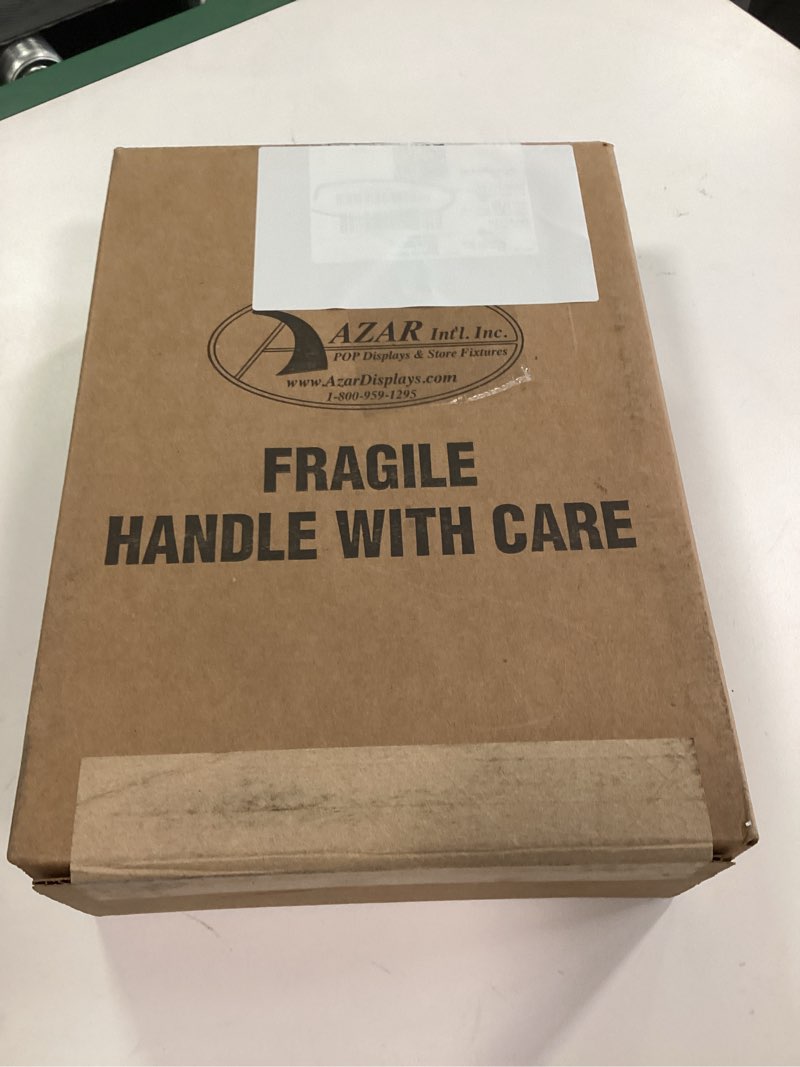 AZAR Int'l. Inc.
POP Displays & Store Fixtures
www.AzarDisplays.com
1-800-959-1295
FRAGILE
HANDLE WITH CARE